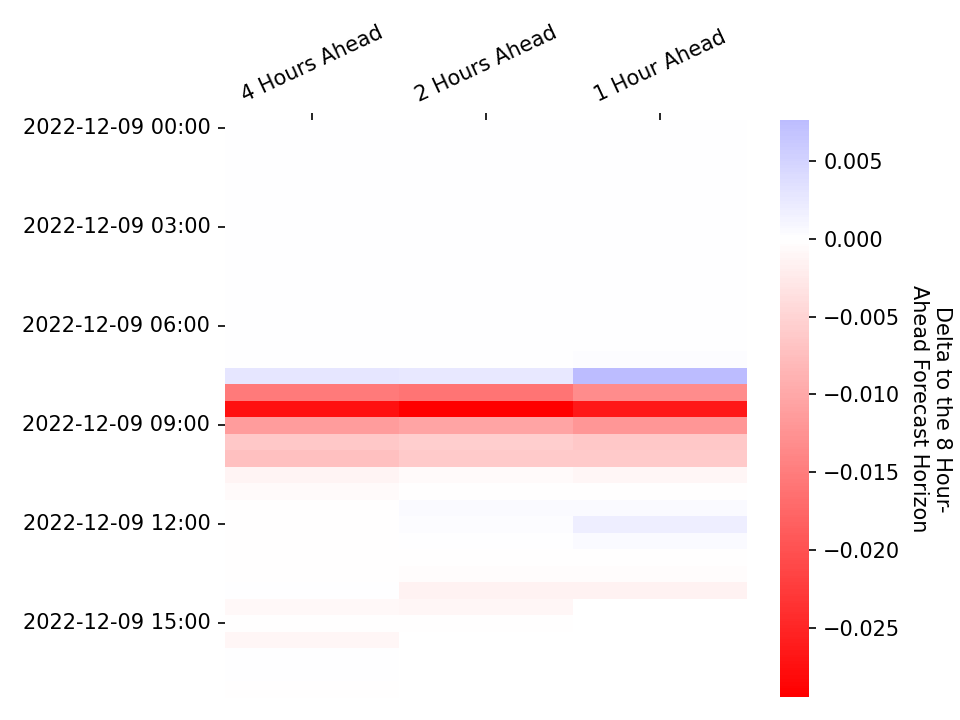 4 Hours Ahead
2 Hours Ahead
1 Hour Ahead
2022-12-09 00:00
2022-12-09 03:00
2022-12-09 06:00
2022-12-09 09:00
2022-12-09 12:00
2022-12-09 15:00
0.005
0.000
−0.005
−0.010
−0.015
−0.020
−0.025
Delta to the 8 Hour-
Ahead Forecast Horizon